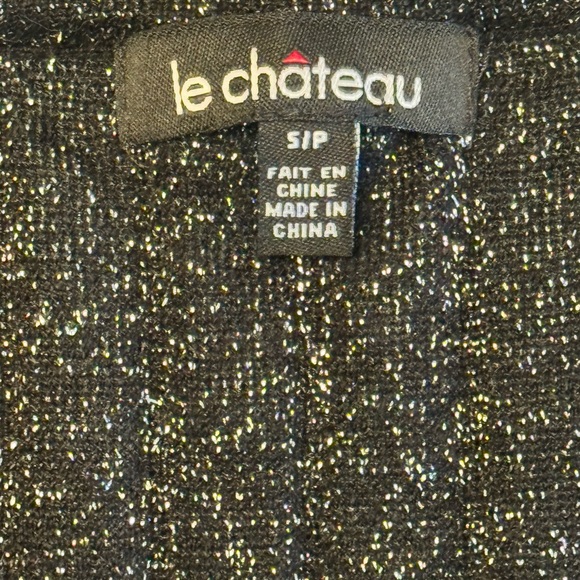 le château
S/P
FAIT EN
CHINE
MADE IN
CHINA